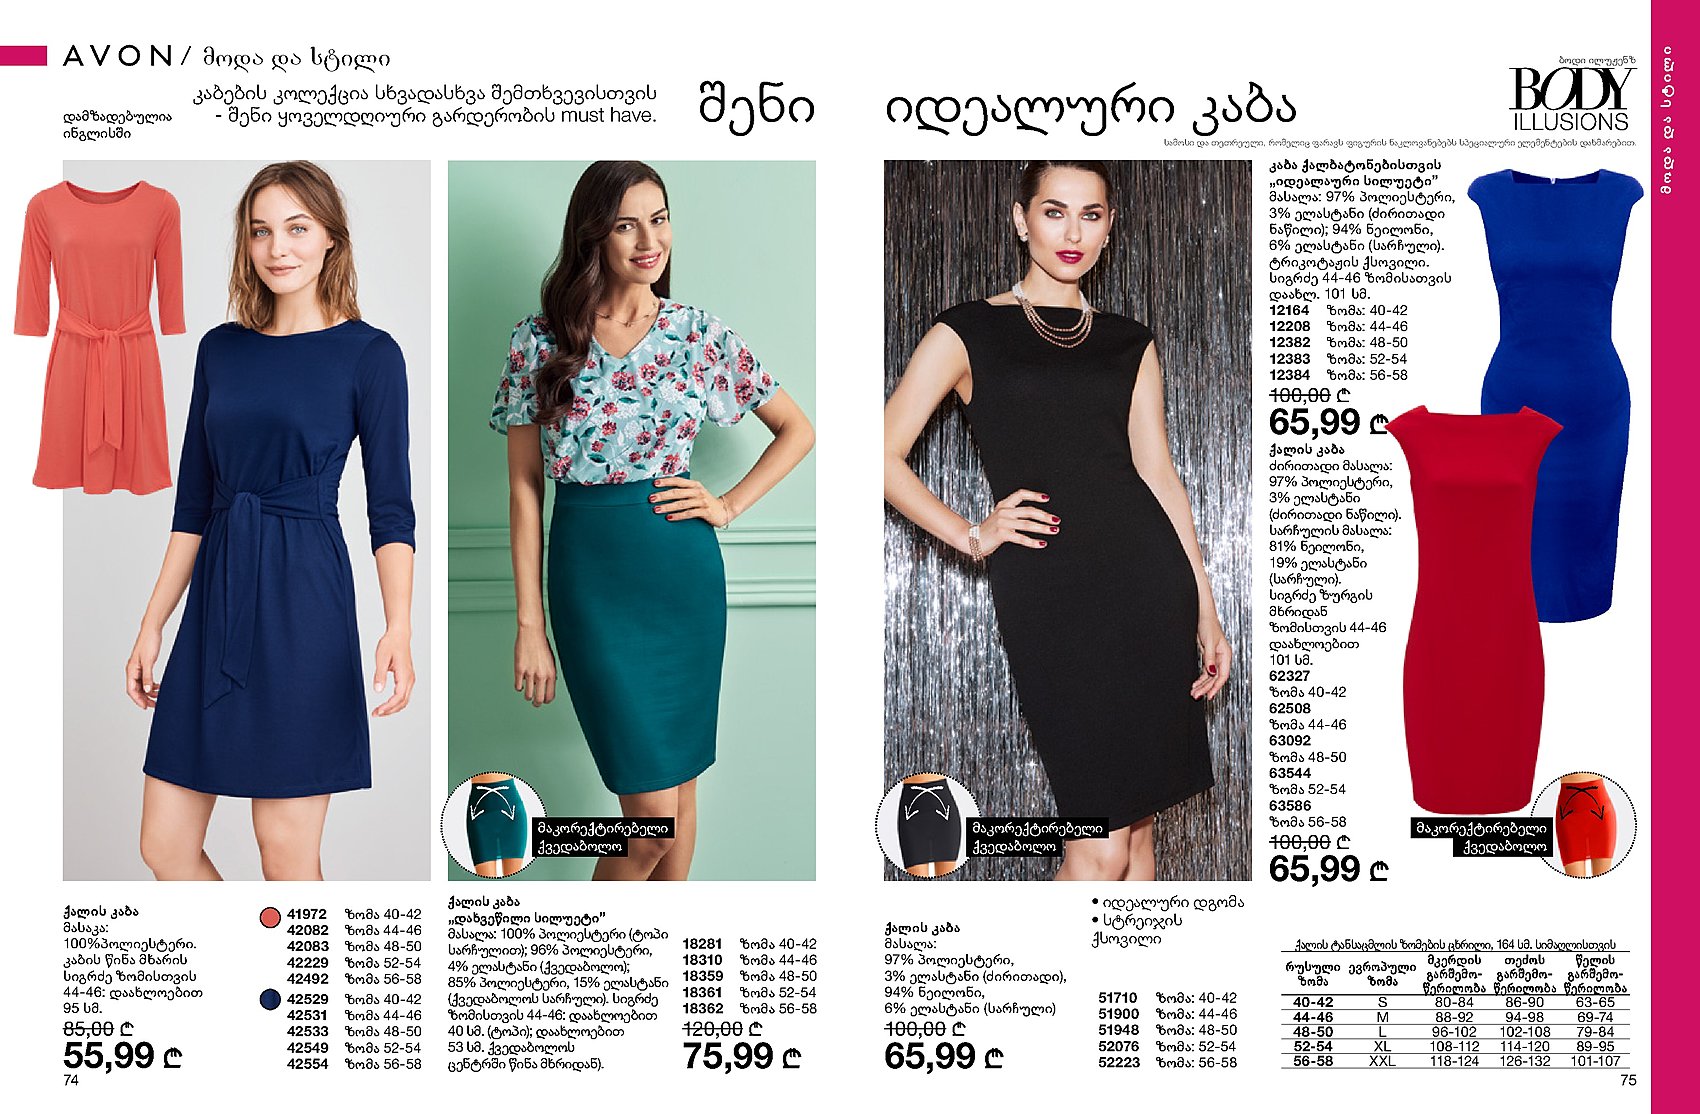 AVON/ მოდა და სტილი
კაბების კოლექცია სხვადასხვა შემთხვევისთვის
- შენი ყოველდღიური გარდერობის must have.
დამზადებულია
ინგლისში
შენი იდეალური კაბა
ბოდი ილუჟენზ
BODY
ILLUSIONS
სამოსი და თეთრეული, რომელიც ფარავს ფიგურის ნაკლოვანებებს სპეციალური ელემენტების დახმარებით.
მოდა და სტილი
კაბა ქალბატონებისთვის
„იდეალაური სილუეტი”
მასალა: 97% პოლიესტერი,
3% ელასტანი (ძირითადი
ნაწილი); 94% ნეილონი,
6% ელასტანი (სარჩული).
ტრიკოტაჟის ქსოვილი.
სიგრძე 44-46 ზომისათვის
დაახლ. 101 სმ.
12164 ზომა: 40-42
12208 ზომა: 44-46
12382 ზომა: 48-50
12383 ზომა: 52-54
12384 ზომა: 56-58
100,00 ₾
65,99 ₾
ქალის კაბა
ძირითადი მასალა:
97% პოლიესტერი,
3% ელასტანი
(ძირითადი ნაწილი).
სარჩულის მასალა:
81% ნეილონი,
19% ელასტანი
(სარჩული).
სიგრძე ზურგის
მხრიდან
ზომისთვის 44-46
დაახლოებით
101 სმ.
62327
ზომა 40-42
62508
ზომა 44-46
63092
ზომა 48-50
63544
ზომა 52-54
63586
ზომა 56-58
100,00 ₾
65,99 ₾
მაკორექტირებელი
ქვედაბოლო
მაკორექტირებელი
ქვედაბოლო
მაკორექტირებელი
ქვედაბოლო
ქალის კაბა
მასაკა:
100%პოლიესტერი.
კაბის წინა მხარის
სიგრძე ზომისთვის
44-46: დაახლოებით
95 სმ.
85,00 ₾
55,99 ₾
41972 ზომა 40-42
42082 ზომა 44-46
42083 ზომა 48-50
42229 ზომა 52-54
42492 ზომა 56-58
42529 ზომა 40-42
42531 ზომა 44-46
42533 ზომა 48-50
42549 ზომა 52-54
42554 ზომა 56-58
ქალის კაბა
„დახვეწილი სილუეტი”
მასალა: 100% პოლიესტერი (ტოპი
სარჩულით); 96% პოლიესტერი,
4% ელასტანი (ქვედაბოლო);
85% პოლიესტერი, 15% ელასტანი
(ქვედაბოლოს სარჩული). სიგრძე
ზომისთვის 44-46: დაახლოებით
40 სმ. (ტოპი); დაახლოებით
53 სმ. ქვედაბოლოს
ცენტრში წინა მხრიდან).
18281 ზომა 40-42
18310 ზომა 44-46
18359 ზომა 48-50
18361 ზომა 52-54
18362 ზომა 56-58
120,00 ₾
75,99 ₾
ქალის კაბა
მასალა:
97% პოლიესტერი,
3% ელასტანი (ძირითადი),
94% ნეილონი,
6% ელასტანი (სარჩული)
100,00 ₾
65,99 ₾
• იდეალური დგომა
• სტრეიჯის
ქსოვილი
51710 ზომა: 40-42
51900 ზომა: 44-46
51948 ზომა: 48-50
52076 ზომა: 52-54
52223 ზომა: 56-58
ქალის ტანსაცმლის ზომების ცხრილი, 164 სმ. სიმაღლისთვის
რუსული ზომა ევროპული ზომა მკერდის გარშემო-წერილობა თეძოს გარშემო-წერილობა წელის გარშემო-წერილობა
40-42 S 80-84 86-90 63-65
44-46 M 88-92 94-98 69-74
48-50 L 96-102 102-108 79-84
52-54 XL 108-112 114-120 89-95
56-58 XXL 118-124 126-132 101-107
74
75